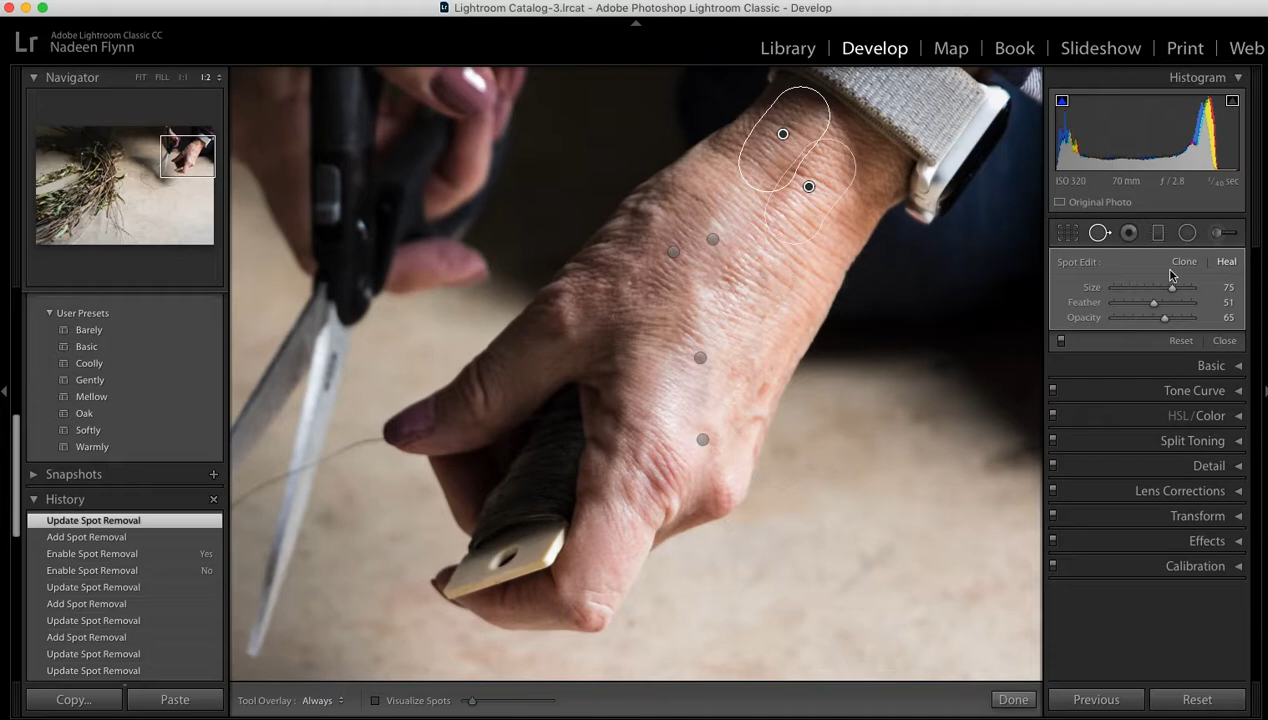 Lightroom Catalog-3.lrcat - Adobe Photoshop Lightroom Classic - Develop
Lr
Adobe Lightroom Classic CC
Nadeen Flynn
Library | Develop | Map | Book | Slideshow | Print | Web
Navigator FIT FILL 1:1 1:2
User Presets
Barely
Basic
Coolly
Gently
Mellow
Oak
Softly
Warmly
Snapshots +
History ×
Update Spot Removal
Add Spot Removal
Enable Spot Removal Yes
Enable Spot Removal No
Update Spot Removal
Add Spot Removal
Update Spot Removal
Add Spot Removal
Update Spot Removal
Update Spot Removal
Copy... Paste
Tool Overlay : Always Visualize Spots Done
Histogram
ISO 320 70 mm ƒ / 2.8 1/40 sec
Original Photo
Spot Edit : Clone | Heal
Size 75
Feather 51
Opacity 65
Reset Close
Basic
Tone Curve
HSL / Color
Split Toning
Detail
Lens Corrections
Transform
Effects
Calibration
Previous Reset